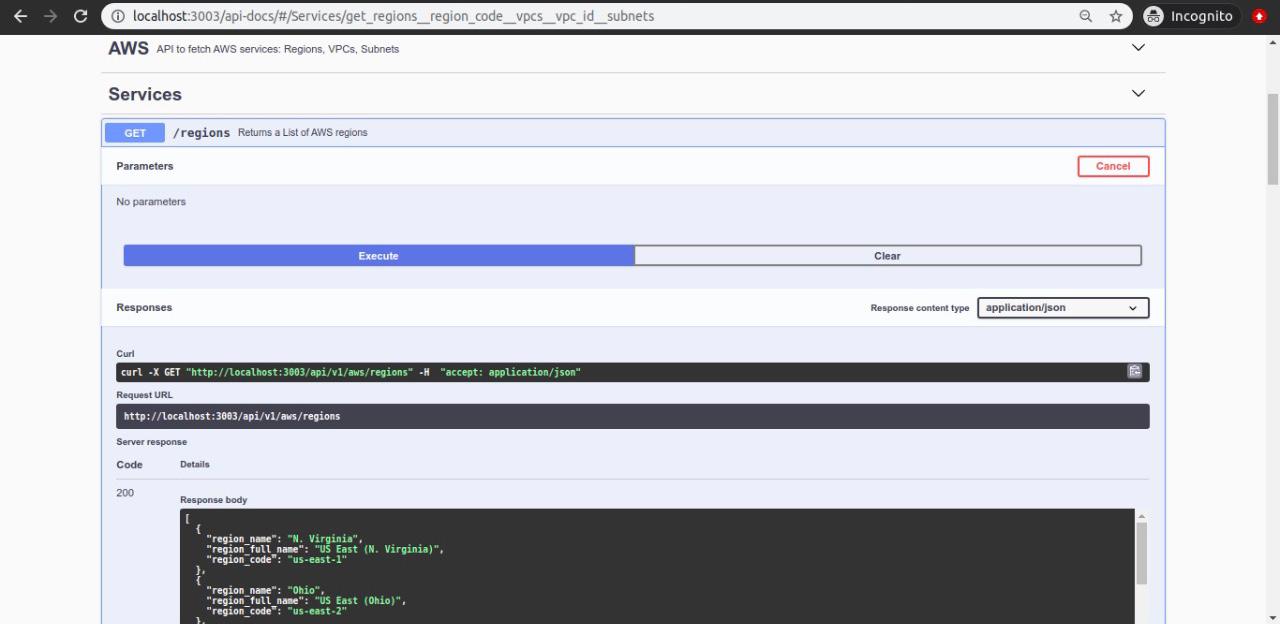 localhost:3003/api-docs/#/Services/get_regions__region_code__vpcs__vpc_id__subnets
Incognito
AWS API to fetch AWS services: Regions, VPCs, Subnets
Services
GET /regions Returns a List of AWS regions
Parameters
Cancel
No parameters
Execute
Clear
Responses
Response content type application/json
Curl
curl -X GET "http://localhost:3003/api/v1/aws/regions" -H  "accept: application/json"
Request URL
http://localhost:3003/api/v1/aws/regions
Server response
Code Details
200
Response body
[
  {
    "region_name": "N. Virginia",
    "region_full_name": "US East (N. Virginia)",
    "region_code": "us-east-1"
  },
  {
    "region_name": "Ohio",
    "region_full_name": "US East (Ohio)",
    "region_code": "us-east-2"
  },